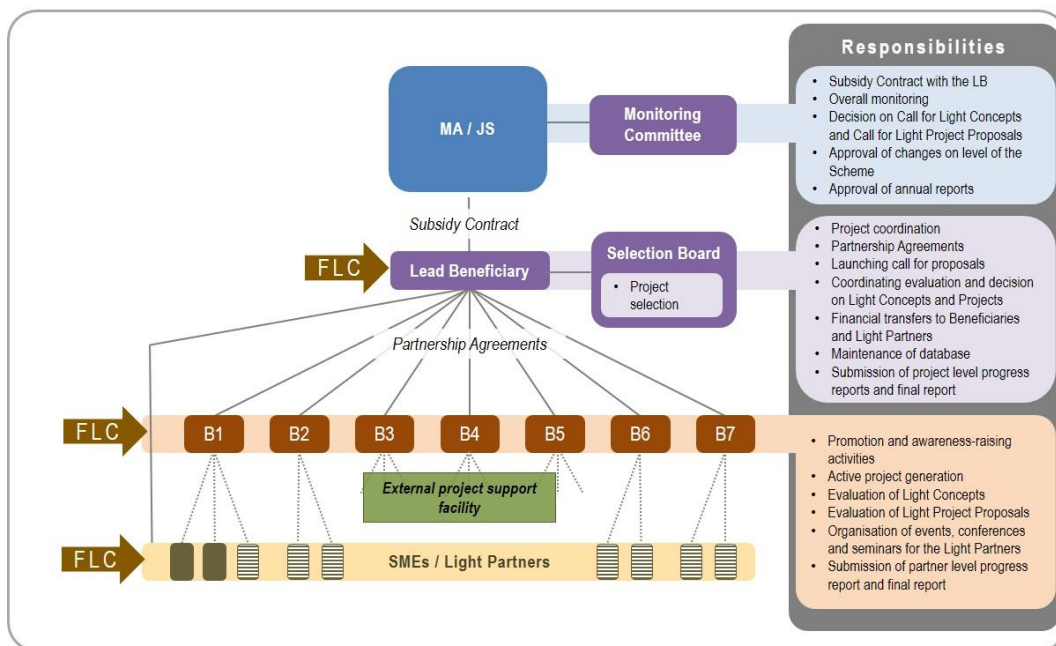 Responsibilities
MA / JS
Monitoring
Committee
• Subsidy Contract with the LB
• Overall monitoring
• Decision on Call for Light Concepts
and Call for Light Project Proposals
• Approval of changes on level of the
Scheme
• Approval of annual reports
Subsidy Contract
FLC
Lead Beneficiary
Selection Board
• Project
selection
• Project coordination
• Partnership Agreements
• Launching call for proposals
• Coordinating evaluation and decision
on Light Concepts and Projects
• Financial transfers to Beneficiaries
and Light Partners
• Maintenance of database
• Submission of project level progress
reports and final report
Partnership Agreements
FLC
B1
B2
B3
B4
B5
B6
B7
• Promotion and awareness-raising
activities
• Active project generation
• Evaluation of Light Concepts
• Evaluation of Light Project Proposals
• Organisation of events, conferences
and seminars for the Light Partners
• Submission of partner level progress
report and final report
External project support
facility
FLC
SMEs / Light Partners